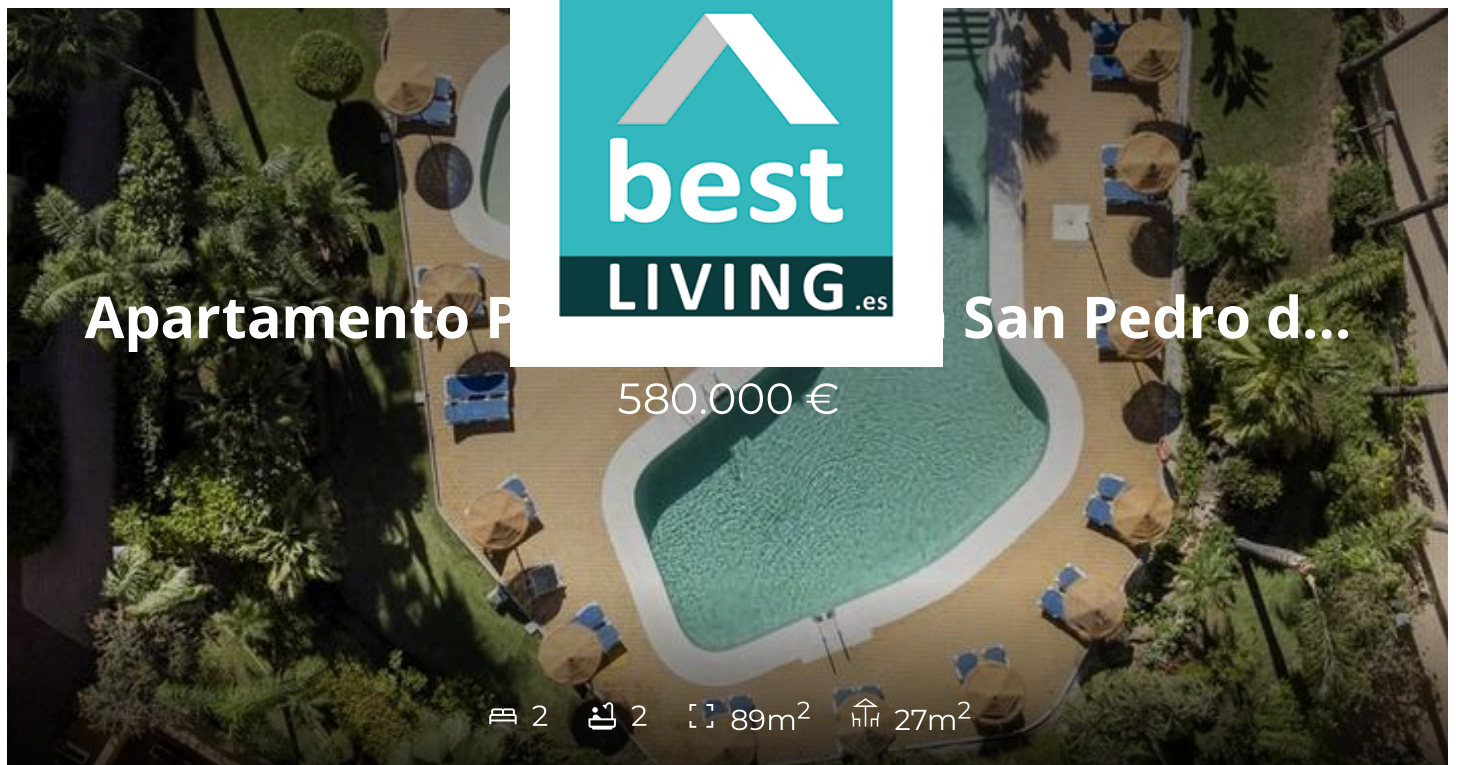 best
LIVING.es
Apartamento San Pedro d...
580.000 €
2 2 89m² 27m²